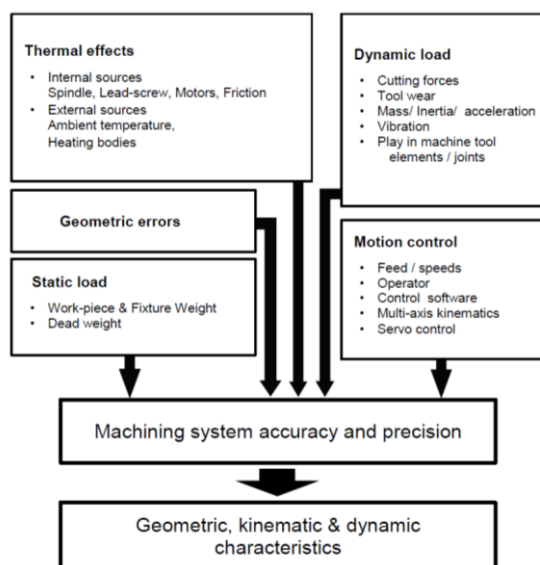 Thermal effects
• Internal sources
Spindle, Lead-screw, Motors, Friction
• External sources
Ambient temperature,
Heating bodies
Geometric errors
Static load
• Work-piece & Fixture Weight
• Dead weight
Dynamic load
• Cutting forces
• Tool wear
• Mass/ Inertia/ acceleration
• Vibration
• Play in machine tool
elements / joints
Motion control
• Feed / speeds
• Operator
• Control software
• Multi-axis kinematics
• Servo control
Machining system accuracy and precision
Geometric, kinematic & dynamic
characteristics